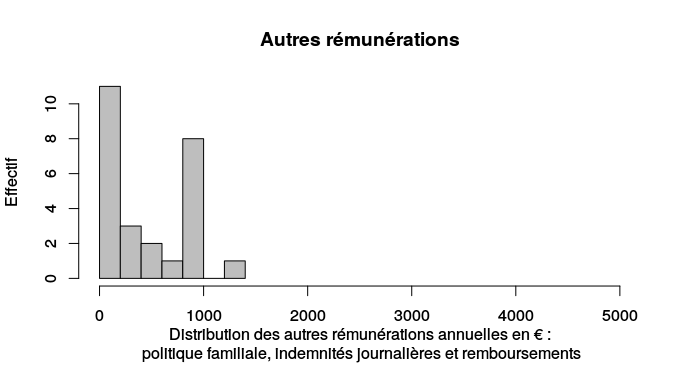 Autres rémunérations
Effectif
10
8
6
4
2
0
0 1000 2000 3000 4000 5000
Distribution des autres rémunérations annuelles en € :
politique familiale, indemnités journalières et remboursements